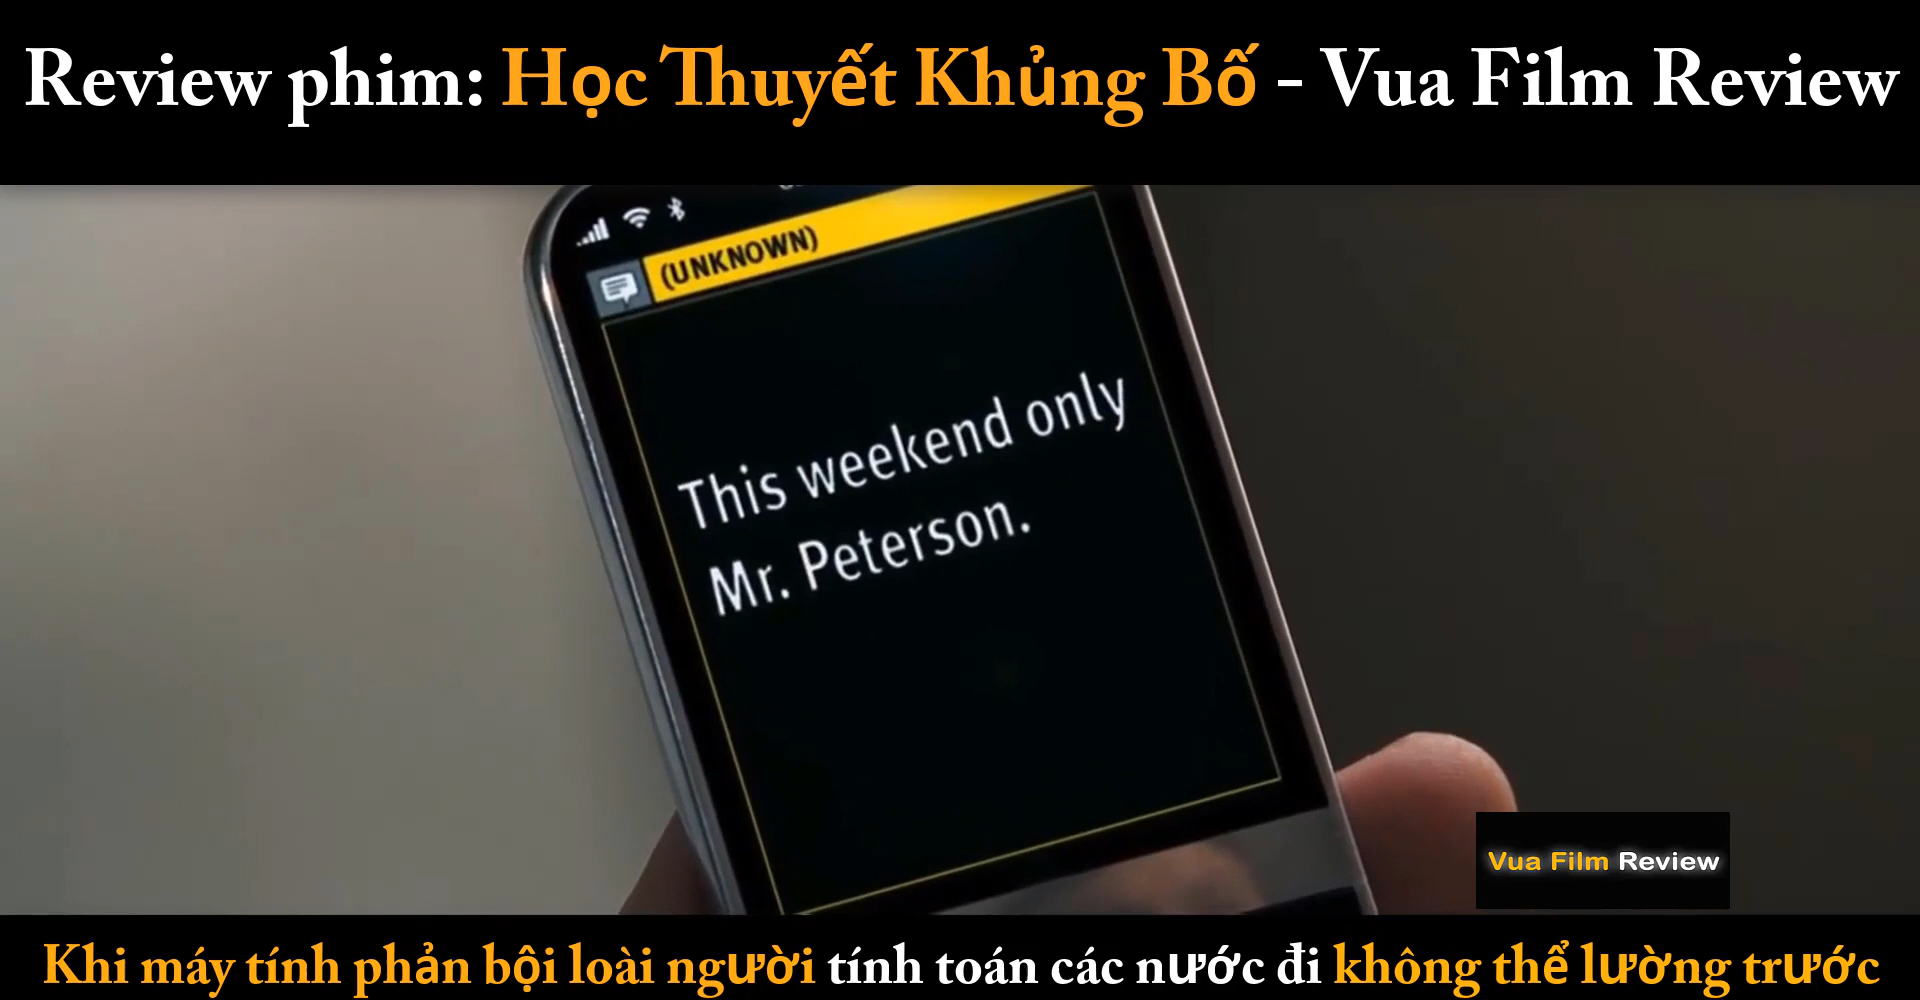 Review phim: Học Thuyết Khủng Bố - Vua Film Review
(UNKNOWN)
This weekend only
Mr. Peterson.
Vua Film Review
Khi máy tính phản bội loài người tính toán các nước đi không thể lường trước